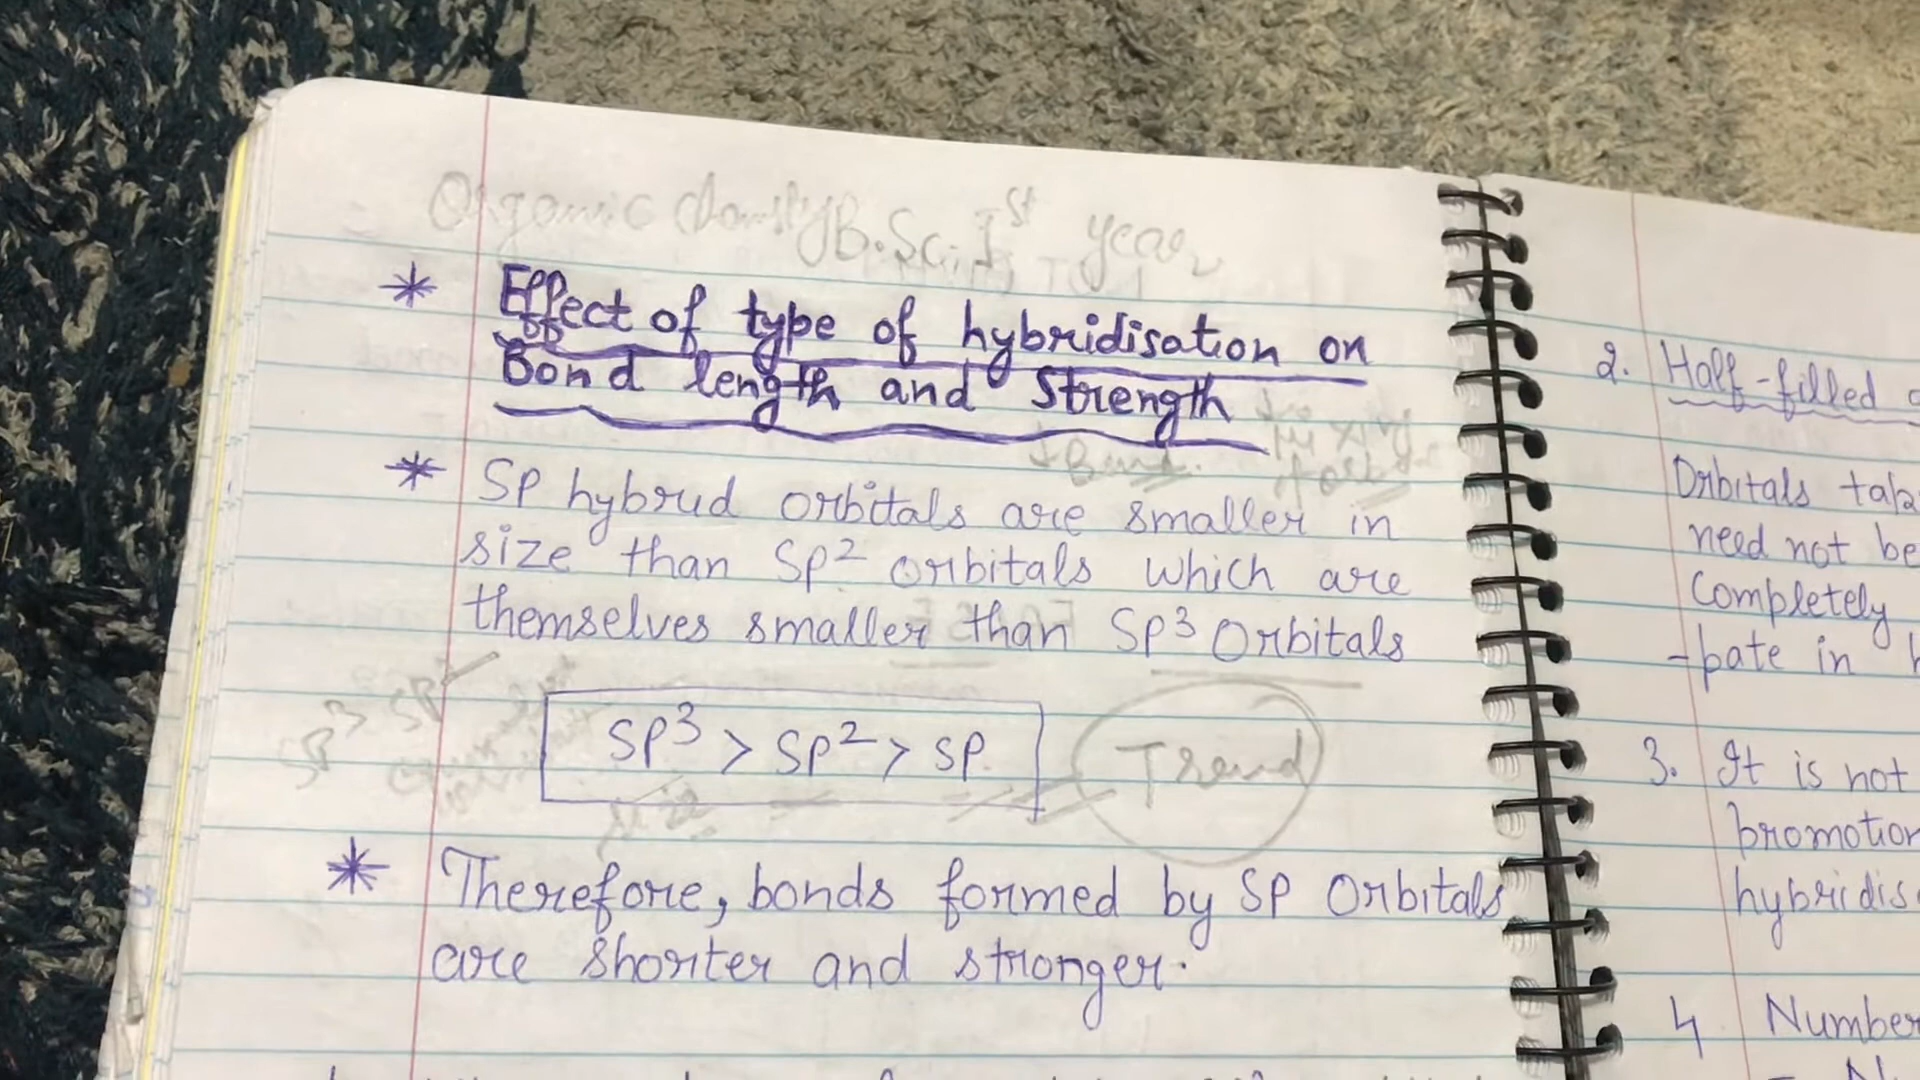 Organic B.Sc. Ist year
* Effect of type of hybridisation on
Bond length and Strength
* SP hybrid orbitals are smaller in
size than Sp² orbitals which are
themselves smaller than Sp³ Orbitals
SP³ > SP² > SP.
Trend
size
* Therefore, bonds formed by SP Orbitals
are shorter and stronger.
2. Half-filled
Orbitals
need not be
Completely
-pate in
3. It is not
promotion
4 Number